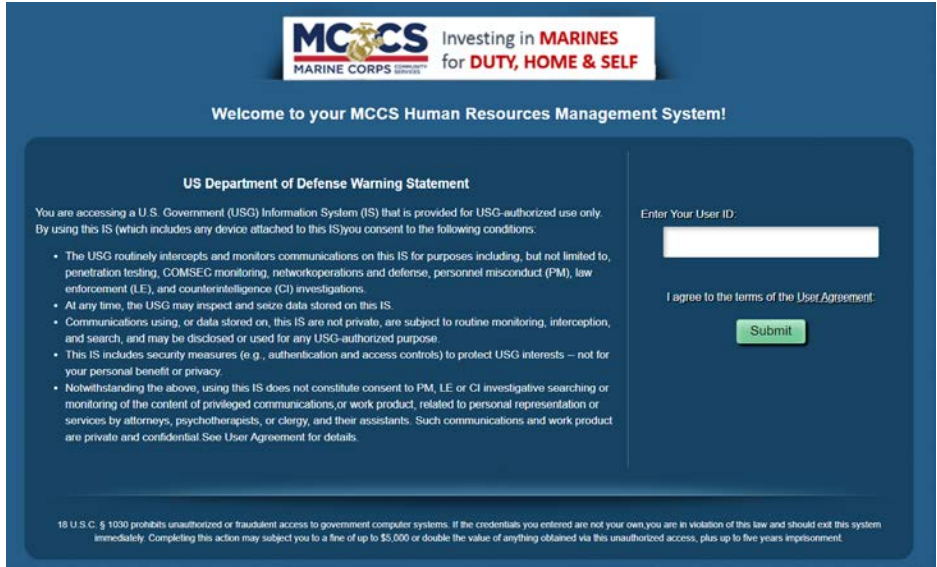 MCCS
MARINE CORPS COMMUNITY SERVICES
Investing in MARINES
for DUTY, HOME & SELF
Welcome to your MCCS Human Resources Management System!
US Department of Defense Warning Statement
You are accessing a U.S. Government (USG) Information System (IS) that is provided for USG-authorized use only.
By using this IS (which includes any device attached to this IS)you consent to the following conditions:
• The USG routinely intercepts and monitors communications on this IS for purposes including, but not limited to,
penetration testing, COMSEC monitoring, networkoperations and defense, personnel misconduct (PM), law
enforcement (LE), and counterintelligence (CI) investigations.
• At any time, the USG may inspect and seize data stored on this IS.
• Communications using, or data stored on, this IS are not private, are subject to routine monitoring, interception,
and search, and may be disclosed or used for any USG-authorized purpose.
• This IS includes security measures (e.g., authentication and access controls) to protect USG interests -- not for
your personal benefit or privacy.
• Notwithstanding the above, using this IS does not constitute consent to PM, LE or CI investigative searching or
monitoring of the content of privileged communications,or work product, related to personal representation or
services by attorneys, psychotherapists, or clergy, and their assistants. Such communications and work product
are private and confidential.See User Agreement for details.
Enter Your User ID:
I agree to the terms of the User Agreement:
Submit
18 U.S.C. § 1030 prohibits unauthorized or fraudulent access to government computer systems. If the credentials you entered are not your own,you are in violation of this law and should exit this system
immediately. Completing this action may subject you to a fine of up to $5,000 or double the value of anything obtained via this unauthorized access, plus up to five years imprisonment.